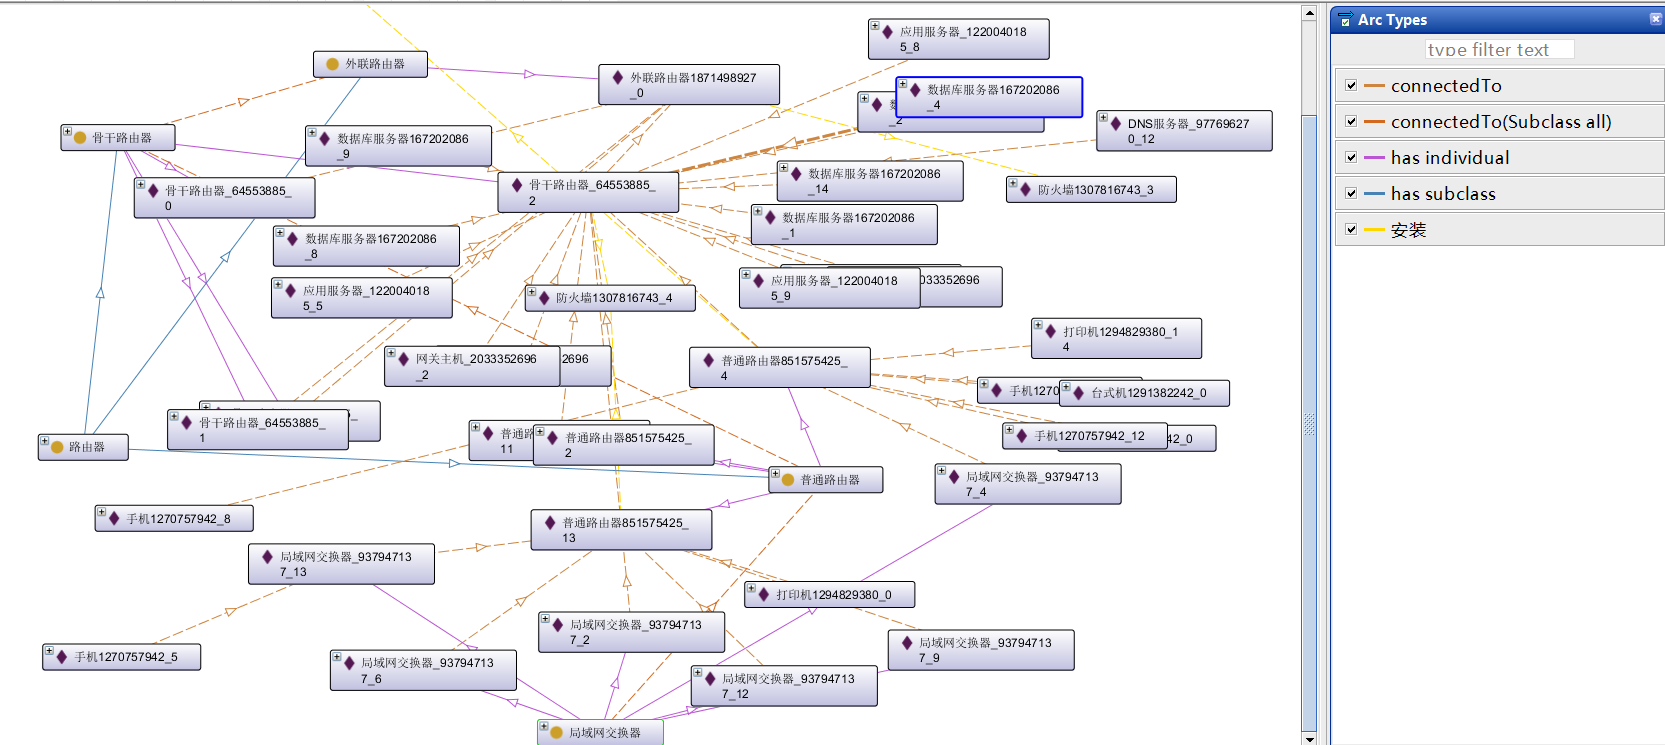 外联路由器
外联路由器1871498927
_0
应用服务器_122004018
5_8
数据库服务器167202086
_4
_2
DNS服务器_97769627
0_12
骨干路由器
数据库服务器167202086
_9
骨干路由器_64553885_
0
骨干路由器_64553885_
2
数据库服务器167202086
_14
防火墙1307816743_3
数据库服务器167202086
_1
数据库服务器167202086
_8
应用服务器_122004018
5_5
防火墙1307816743_4
应用服务器_122004018
5_9
2033352696
网关主机_2033352696
_2
2696
普通路由器851575425_
4
打印机1294829380_1
4
手机1270
台式机1291382242_0
骨干路由器_64553885_
1
路由器
普通路
11
普通路由器851575425_
2
手机1270757942_12
42_0
普通路由器
局域网交换器_93794713
7_4
手机1270757942_8
普通路由器851575425_
13
局域网交换器_93794713
7_13
打印机1294829380_0
局域网交换器_93794713
7_2
局域网交换器_93794713
7_9
手机1270757942_5
局域网交换器_93794713
7_6
局域网交换器_93794713
7_12
局域网交换器
Arc Types
type filter text
connectedTo
connectedTo(Subclass all)
has individual
has subclass
安装